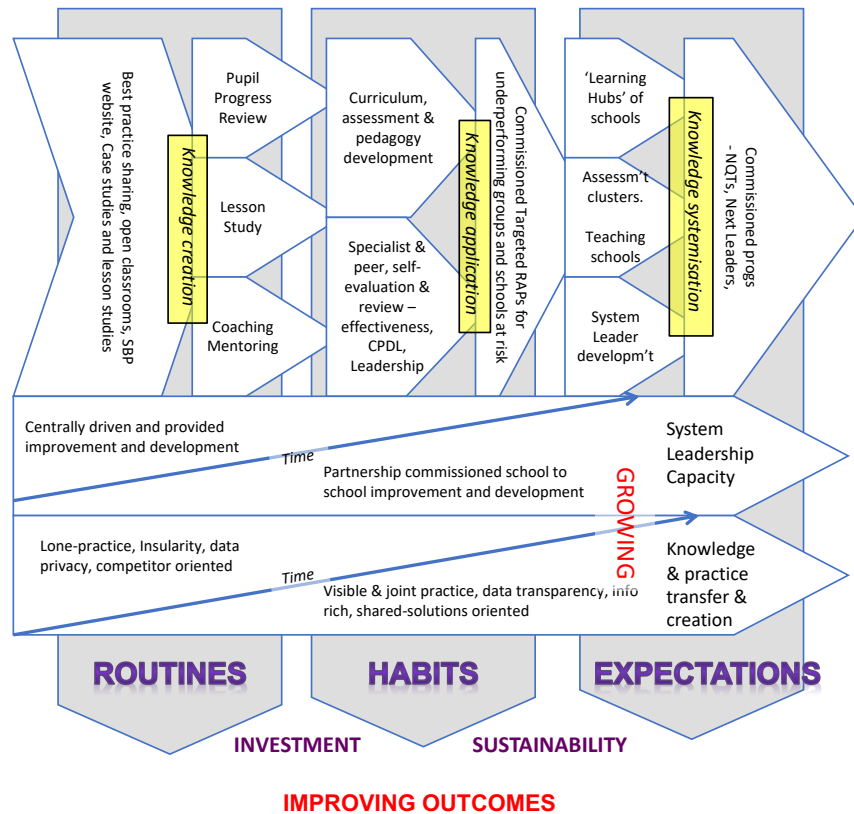 Best practice sharing, open classrooms, SBP
website, Case studies and lesson studies
Knowledge creation
Pupil
Progress
Review
Lesson
Study
Coaching
Mentoring
Curriculum,
assessment &
pedagogy
development
Specialist &
peer, self-
evaluation &
review –
effectiveness,
CPDL,
Leadership
Knowledge application
Commissioned Targeted RAPs for
underperforming groups and schools at risk
'Learning
Hubs' of
schools
Assessm't
clusters.
Teaching
schools
System
Leader
developm't
Knowledge systemisation
Commissioned progs
- NQTs, Next Leaders,
Centrally driven and provided
improvement and development
Time
Partnership commissioned school to
school improvement and development
System
Leadership
Capacity
GROWING
Lone-practice, Insularity, data
privacy, competitor oriented
Time
Visible & joint practice, data transparency, info
rich, shared-solutions oriented
Knowledge
& practice
transfer &
creation
ROUTINES
HABITS
EXPECTATIONS
INVESTMENT
SUSTAINABILITY
IMPROVING OUTCOMES